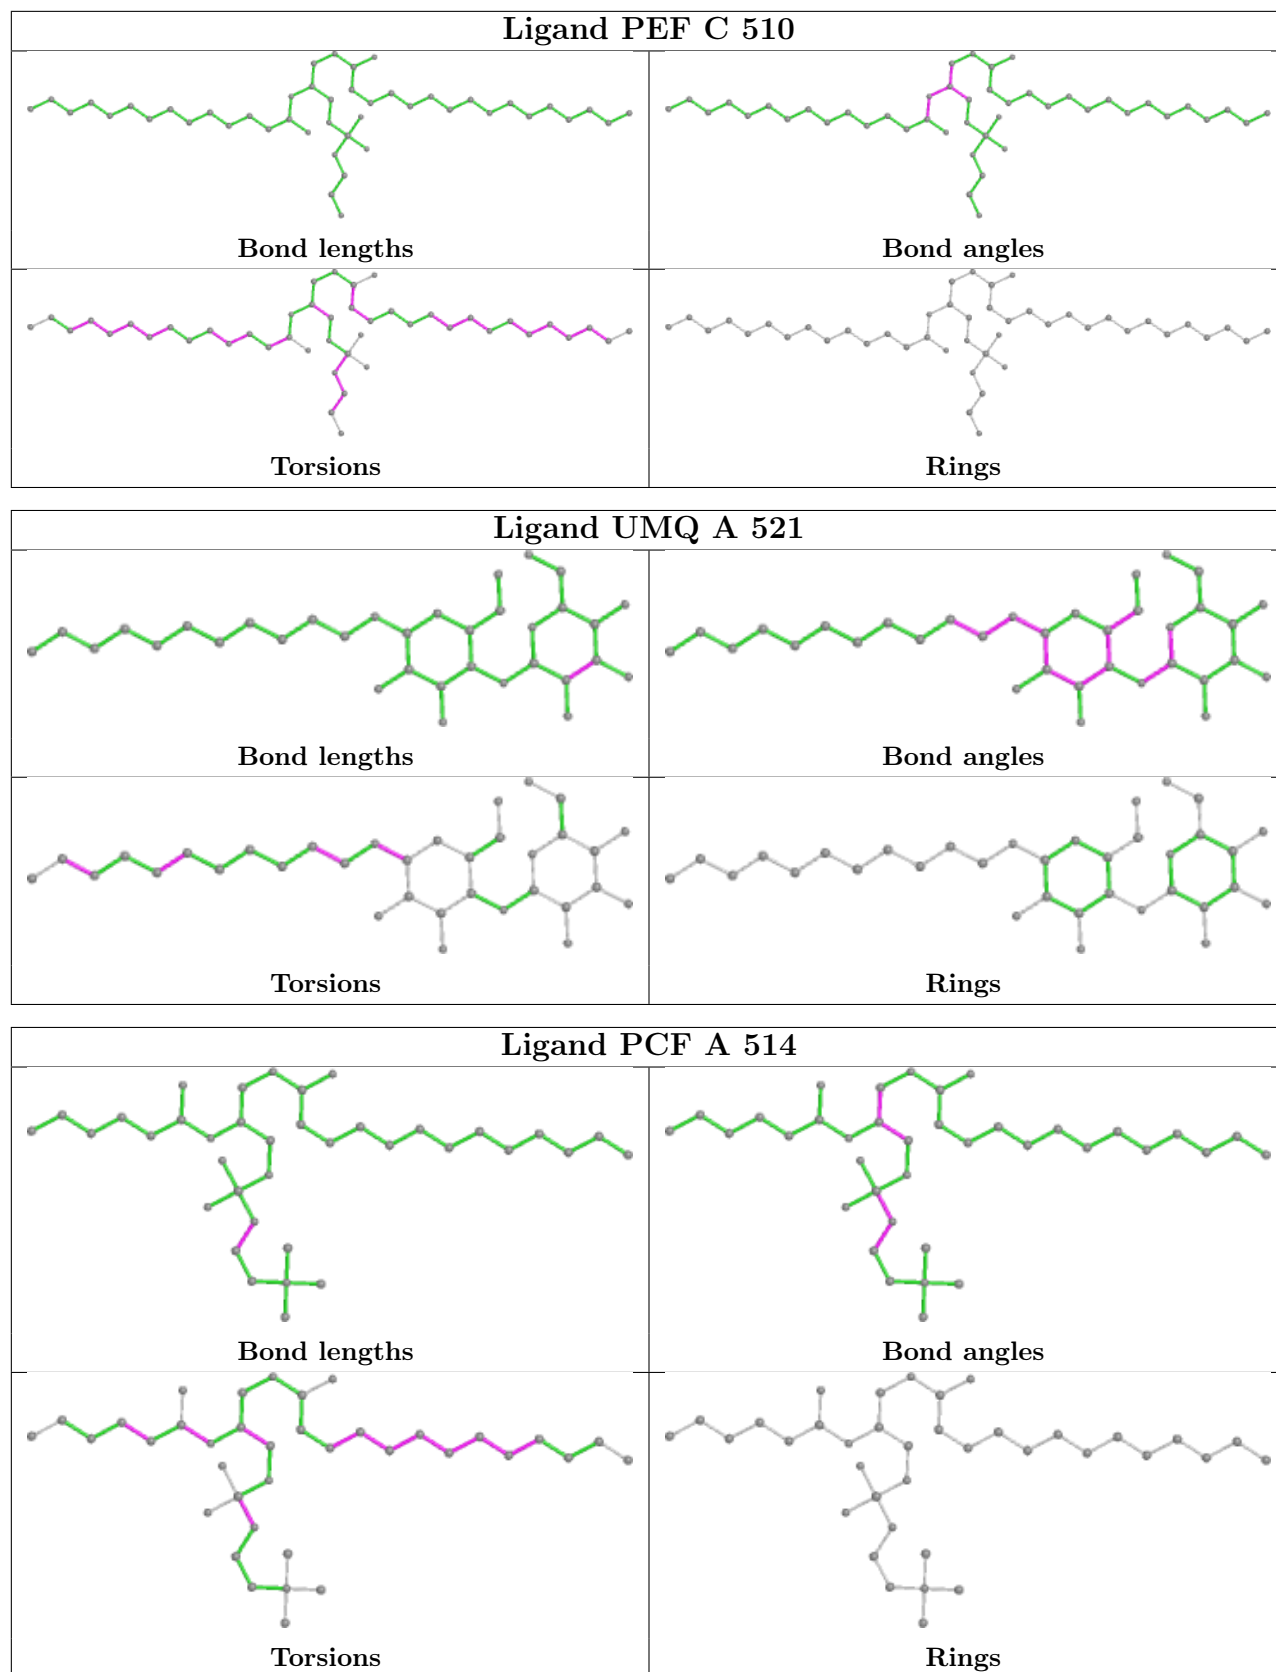 Ligand PEF C 510
Bond lengths
Bond angles
Torsions
Rings
Ligand UMQ A 521
Bond lengths
Bond angles
Torsions
Rings
Ligand PCF A 514
Bond lengths
Bond angles
Torsions
Rings